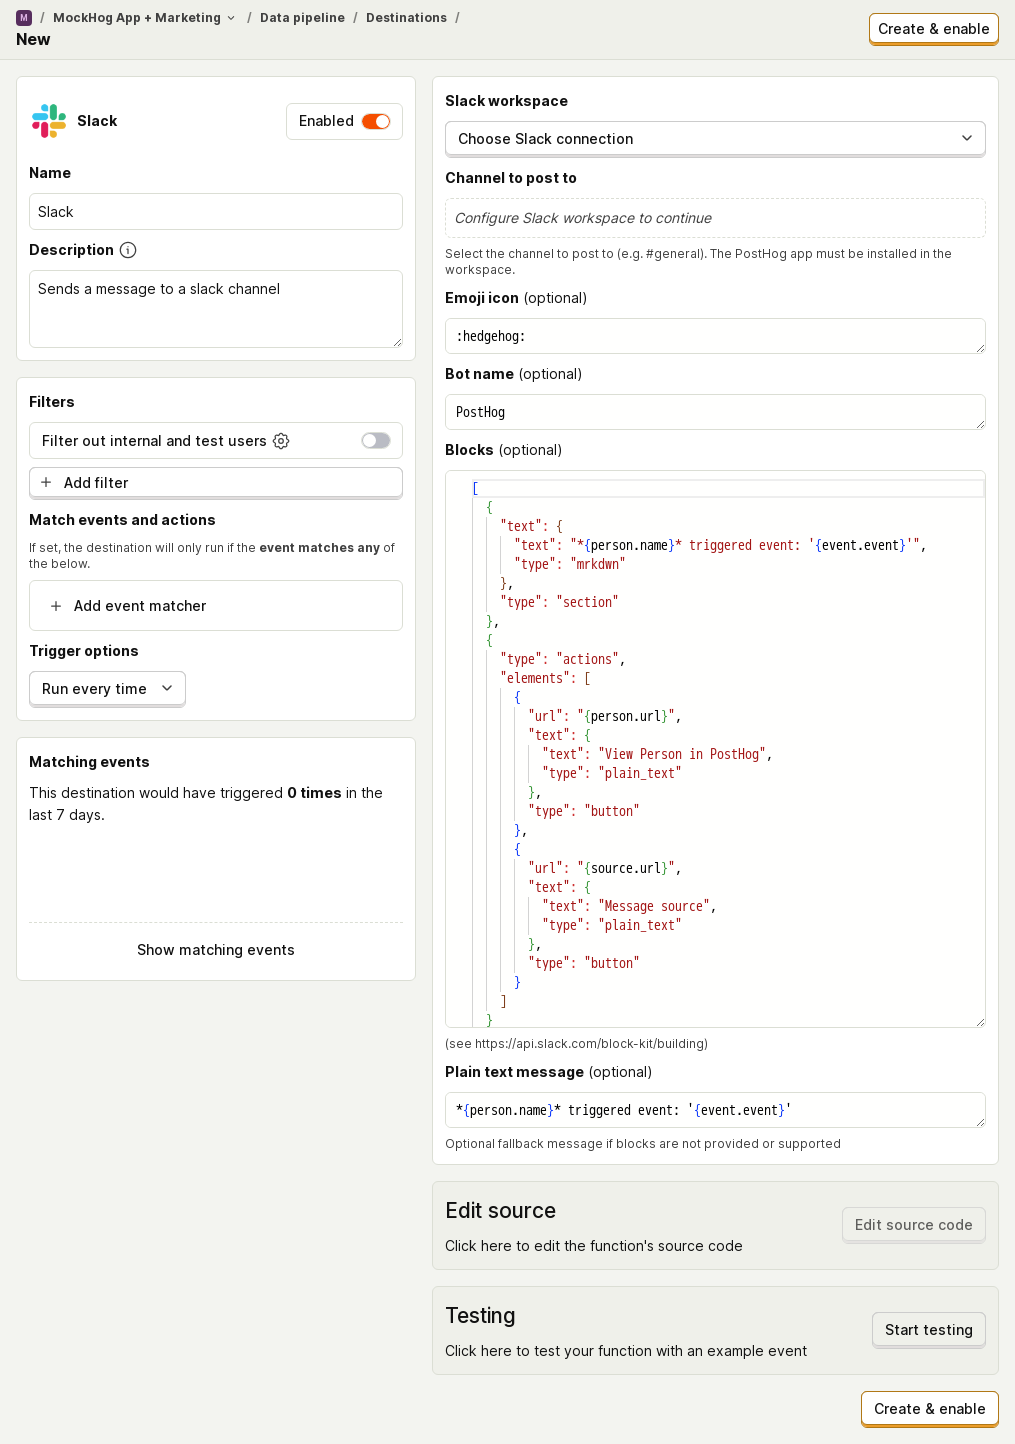 M / MockHog App + Marketing / Data pipeline / Destinations /
New
Create & enable
Slack
Enabled
Name
Slack
Description
Sends a message to a slack channel
Filters
Filter out internal and test users
Add filter
Match events and actions
If set, the destination will only run if the event matches any of
the below.
Add event matcher
Trigger options
Run every time
Matching events
This destination would have triggered 0 times in the
last 7 days.
Show matching events
Slack workspace
Choose Slack connection
Channel to post to
Configure Slack workspace to continue
Select the channel to post to (e.g. #general). The PostHog app must be installed in the
workspace.
Emoji icon (optional)
:hedgehog:
Bot name (optional)
PostHog
Blocks (optional)
[
  {
    "text": {
      "text": "*{person.name}* triggered event: '{event.event}'",
      "type": "mrkdwn"
    },
    "type": "section"
  },
  {
    "type": "actions",
    "elements": [
      {
        "url": "{person.url}",
        "text": {
          "text": "View Person in PostHog",
          "type": "plain_text"
        },
        "type": "button"
      },
      {
        "url": "{source.url}",
        "text": {
          "text": "Message source",
          "type": "plain_text"
        },
        "type": "button"
      }
    ]
  }
(see https://api.slack.com/block-kit/building)
Plain text message (optional)
*{person.name}* triggered event: '{event.event}'
Optional fallback message if blocks are not provided or supported
Edit source
Click here to edit the function's source code
Edit source code
Testing
Click here to test your function with an example event
Start testing
Create & enable